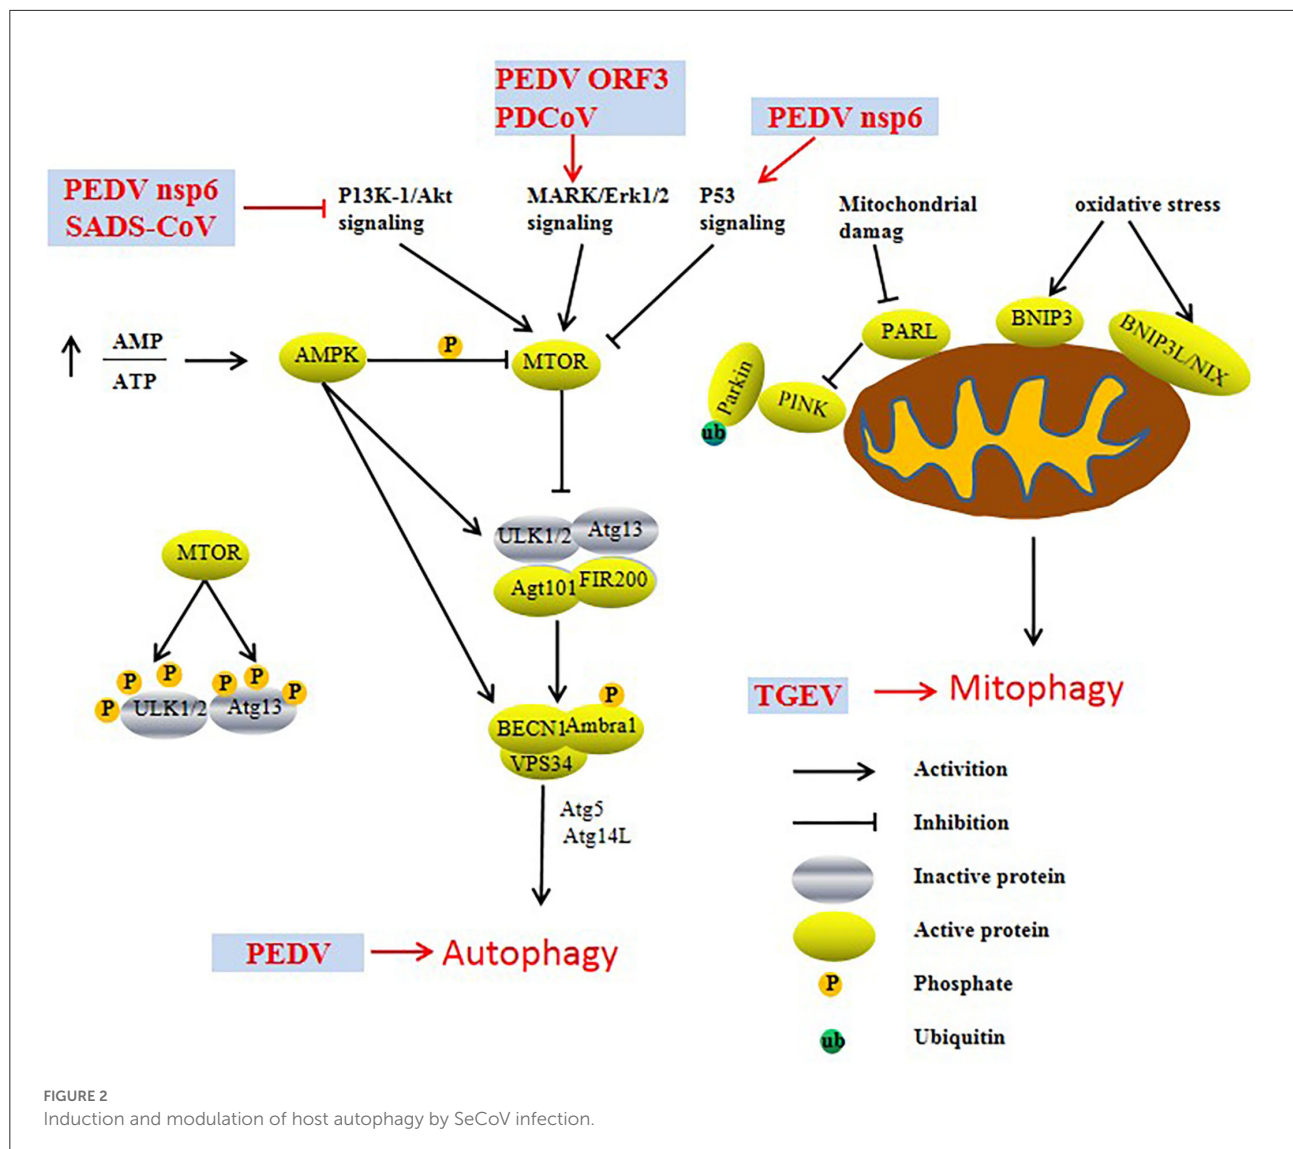 PEDV ORF3
PDCoV
PEDV nsp6
PEDV nsp6
SADS-CoV
P13K-1/Akt
signaling
MARK/Erk1/2
signaling
P53
signaling
Mitochondrial
damag
oxidative stress
AMP
ATP
AMPK
P
MTOR
PARL
BNIP3
BNIP3L/NIX
Parkin
ub
PINK
ULK1/2
Atg13
Agt101
FIR200
MTOR
P
P
P
P
P
P
ULK1/2
Atg13
P
BECN1
Ambra1
VPS34
Atg5
Atg14L
PEDV
Autophagy
TGEV
Mitophagy
Activition
Inhibition
Inactive protein
Active protein
P
Phosphate
ub
Ubiquitin
FIGURE 2
Induction and modulation of host autophagy by SeCoV infection.